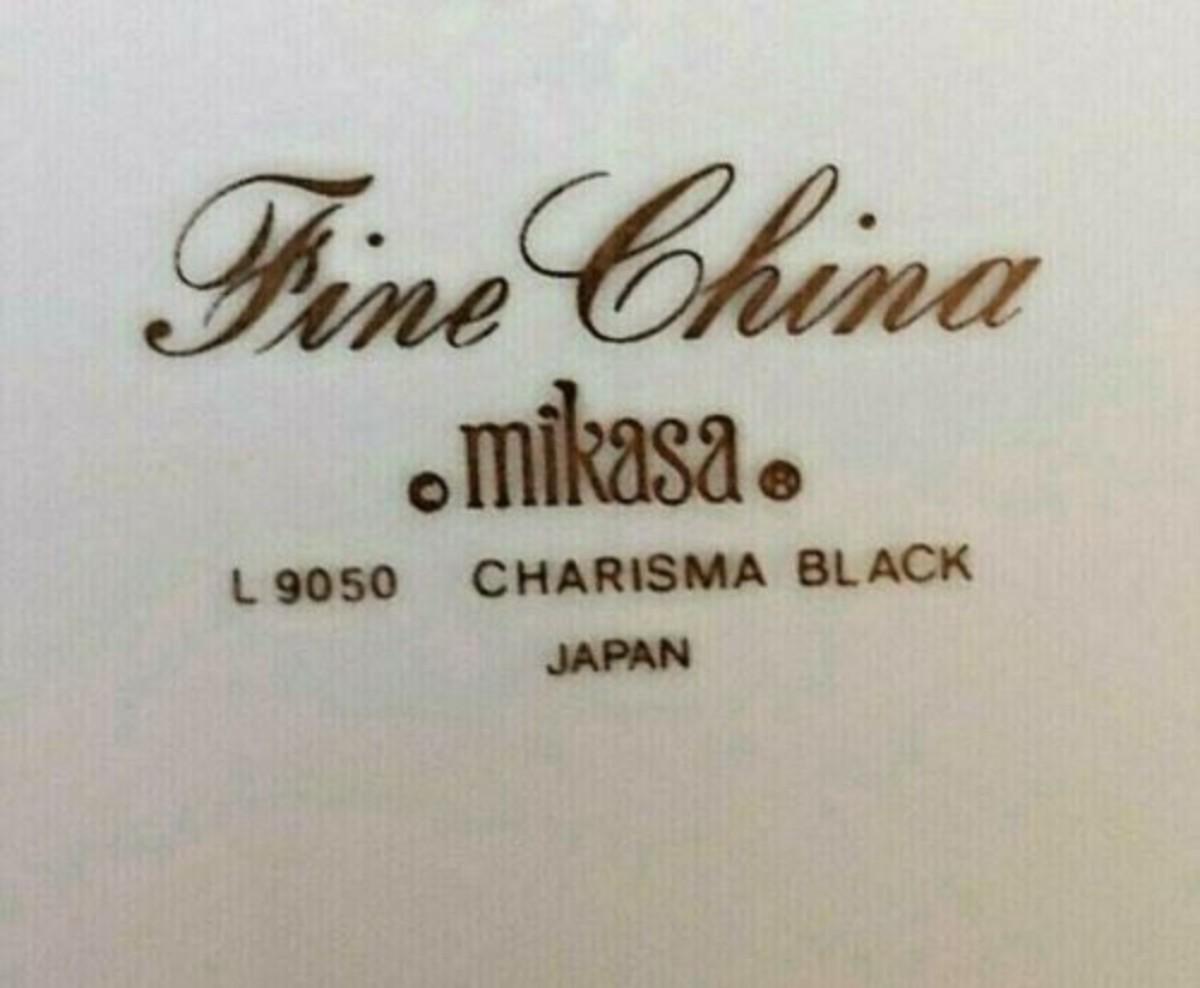 Fine China
© mikasa ®
L 9050 CHARISMA BLACK
JAPAN